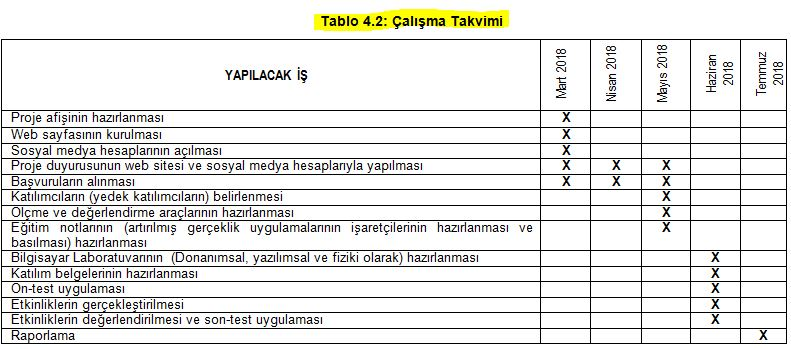 Tablo 4.2: Çalışma Takvimi
YAPILACAK İŞ
Mart 2018
Nisan 2018
Mayıs 2018
Haziran
2018
Temmuz
2018
Proje afişinin hazırlanması X
Web sayfasının kurulması X
Sosyal medya hesaplarının açılması X
Proje duyurusunun web sitesi ve sosyal medya hesaplarıyla yapılması X X X
Başvuruların alınması X X X
Katılımcıların (yedek katılımcıların) belirlenmesi X
Ölçme ve değerlendirme araçlarının hazırlanması X
Eğitim notlarının (artırılmış gerçeklik uygulamalarının işaretçilerinin hazırlanması ve X
basılması) hazırlanması
Bilgisayar Laboratuvarının (Donanımsal, yazılımsal ve fiziki olarak) hazırlanması X
Katılım belgelerinin hazırlanması X
Ön-test uygulaması X
Etkinliklerin gerçekleştirilmesi X
Etkinliklerin değerlendirilmesi ve son-test uygulaması X
Raporlama X